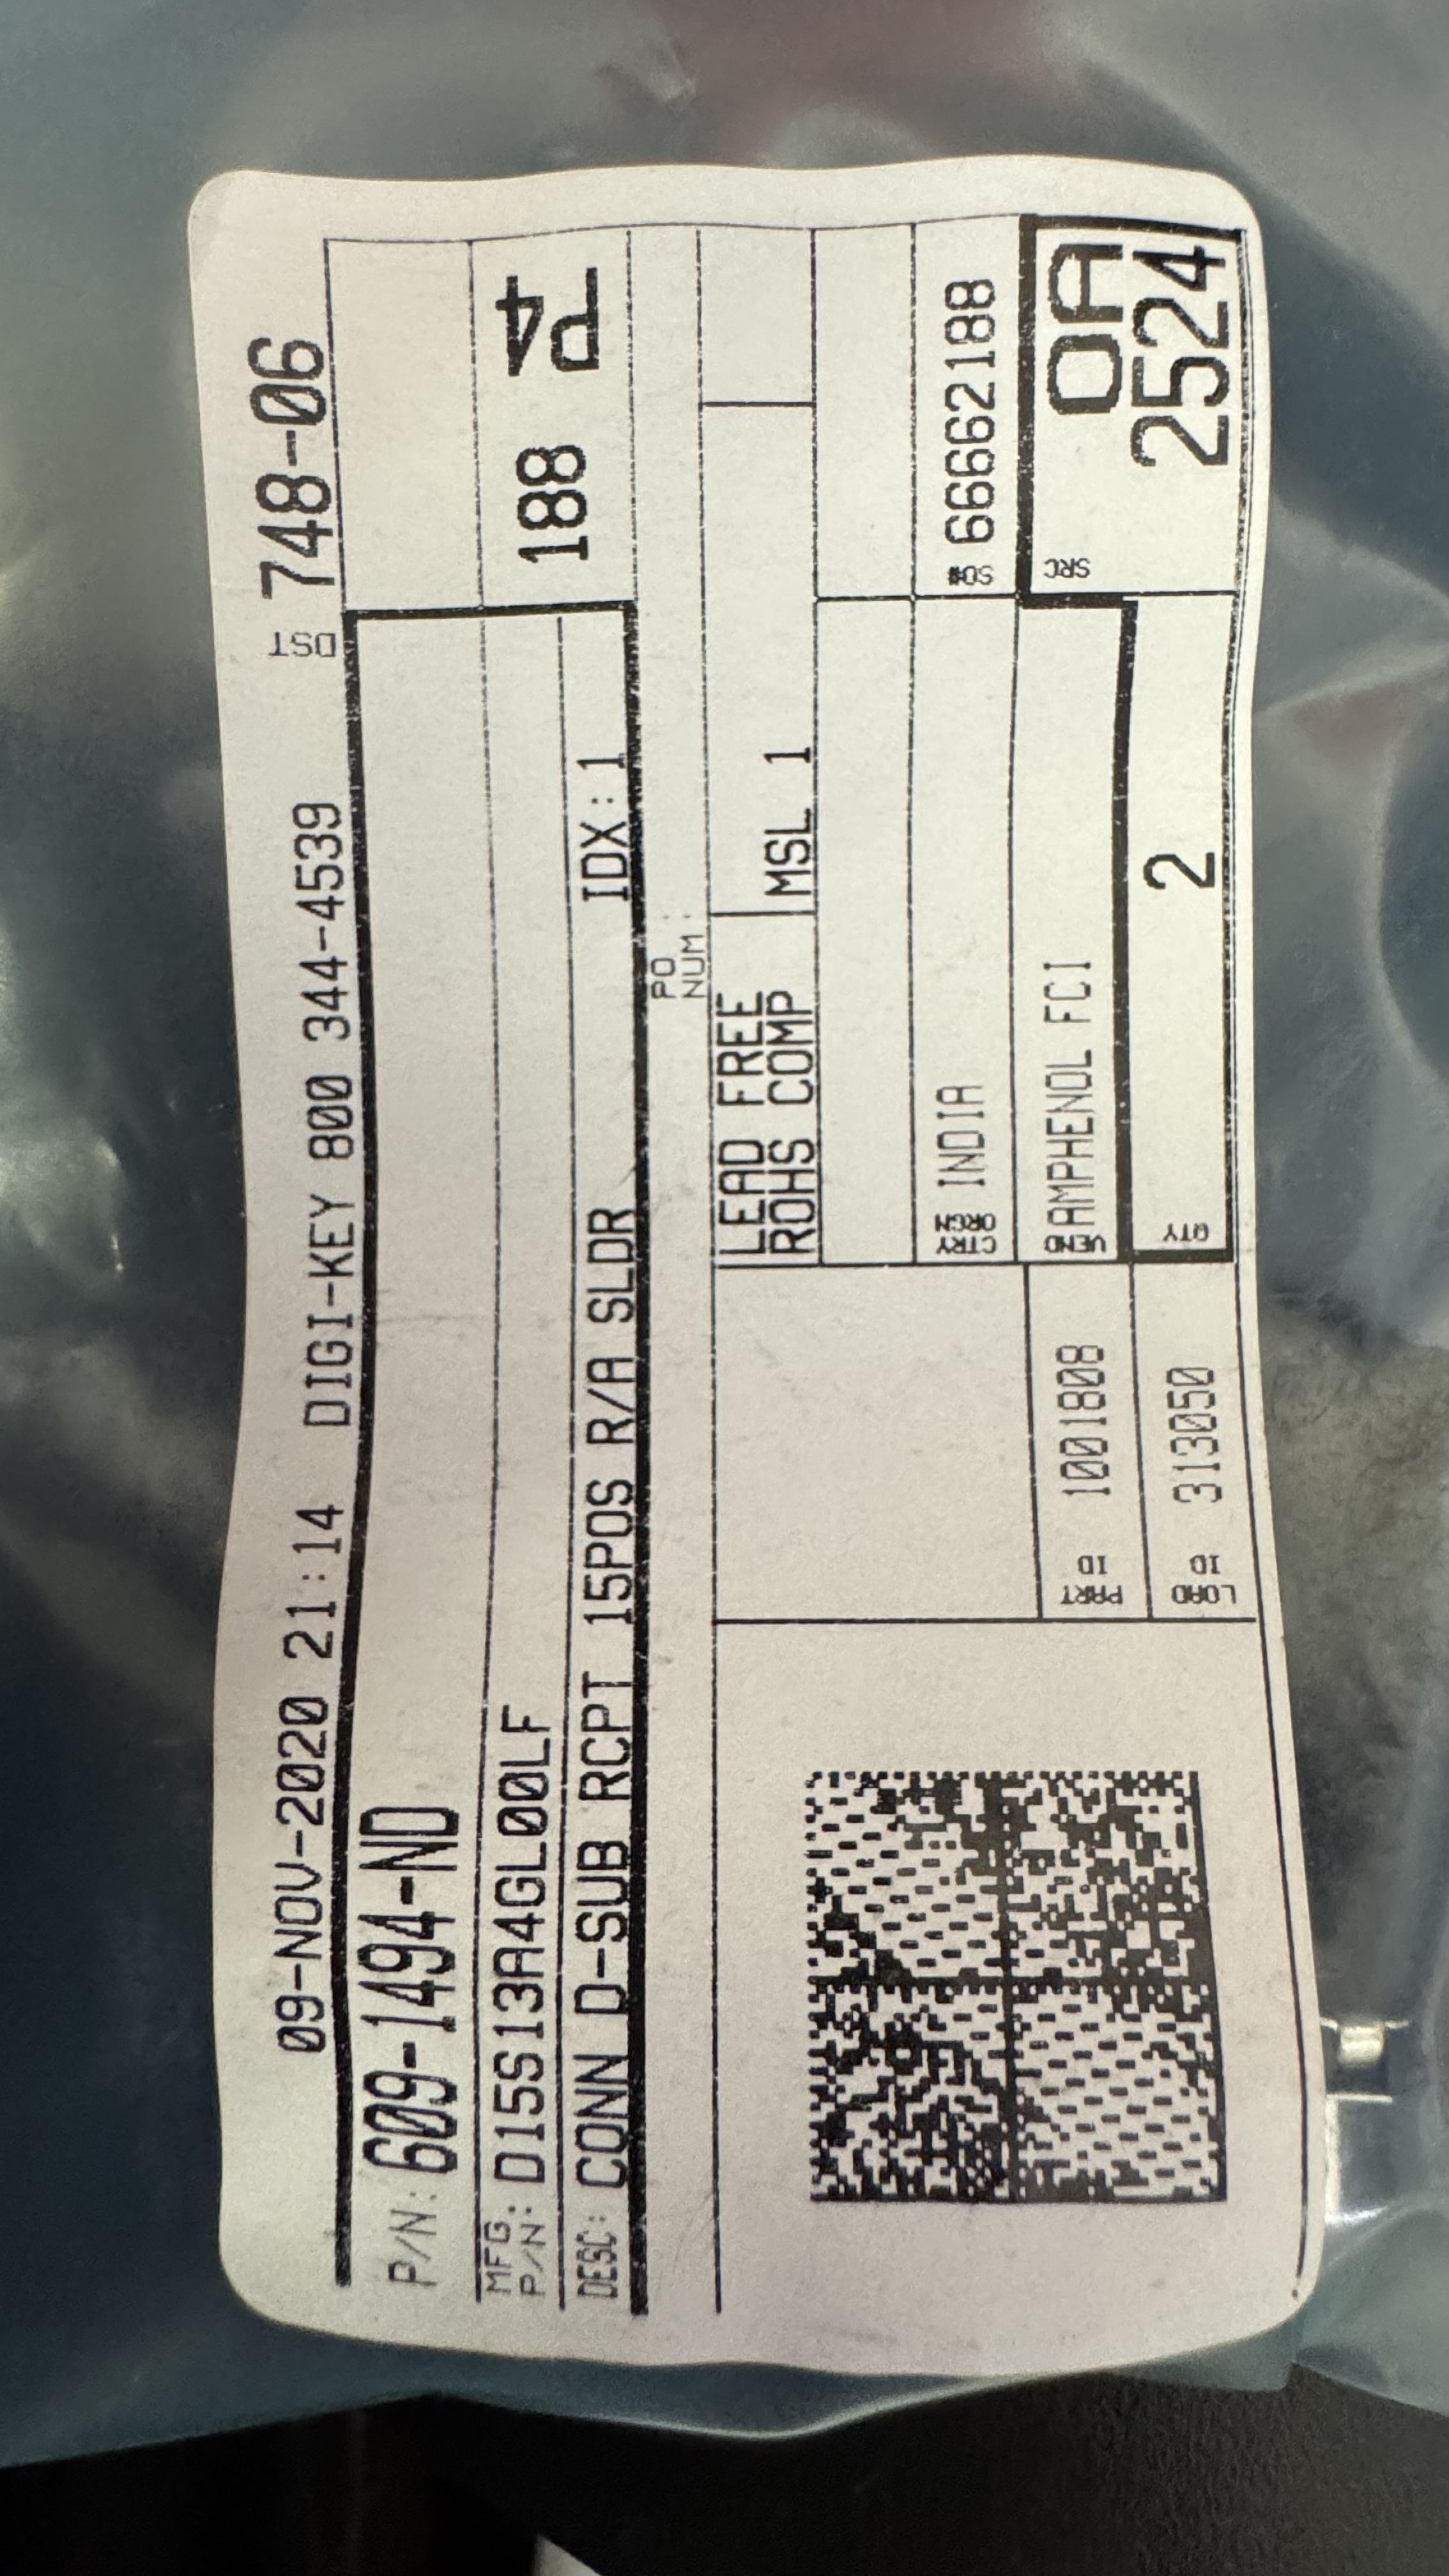 09-NOV-2020 21:14 DIGI-KEY 800 344-4539 DST 748-06
P/N: 609-1494-ND
MFG P/N: D15S13A4GL00LF
188
P4
DESC: CONN D-SUB RCPT 15POS R/A SLDR IDX: 1
PO NUM:
LEAD FREE
ROHS COMP
MSL 1
CTRY ORGN INDIA
SO# 66662188
PART ID 1001808
VEND AMPHENOL FCI
SRC OA
2524
LOAD ID 313050
QTY 2